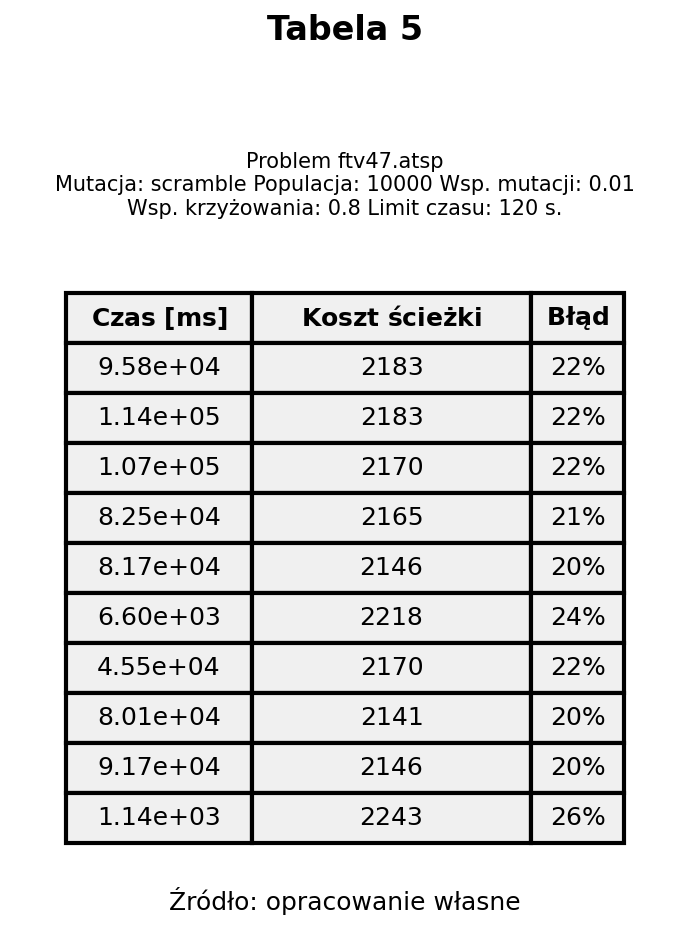 Tabela 5
Problem ftv47.atsp
Mutacja: scramble Populacja: 10000 Wsp. mutacji: 0.01
Wsp. krzyżowania: 0.8 Limit czasu: 120 s.
Czas [ms] Koszt ścieżki Błąd
9.58e+04 2183 22%
1.14e+05 2183 22%
1.07e+05 2170 22%
8.25e+04 2165 21%
8.17e+04 2146 20%
6.60e+03 2218 24%
4.55e+04 2170 22%
8.01e+04 2141 20%
9.17e+04 2146 20%
1.14e+03 2243 26%
Źródło: opracowanie własne